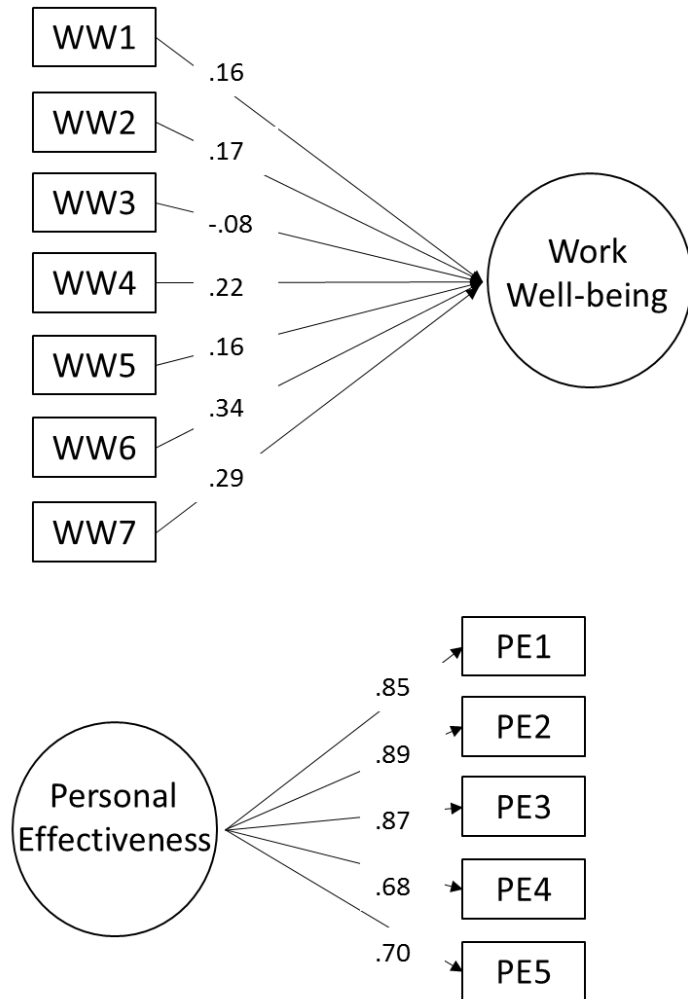 WW1
.16
WW2
.17
WW3
-.08
WW4
.22
WW5
.16
WW6
.34
WW7
.29
Work
Well-being
PE1
.85
PE2
.89
PE3
.87
PE4
.68
PE5
.70
Personal
Effectiveness